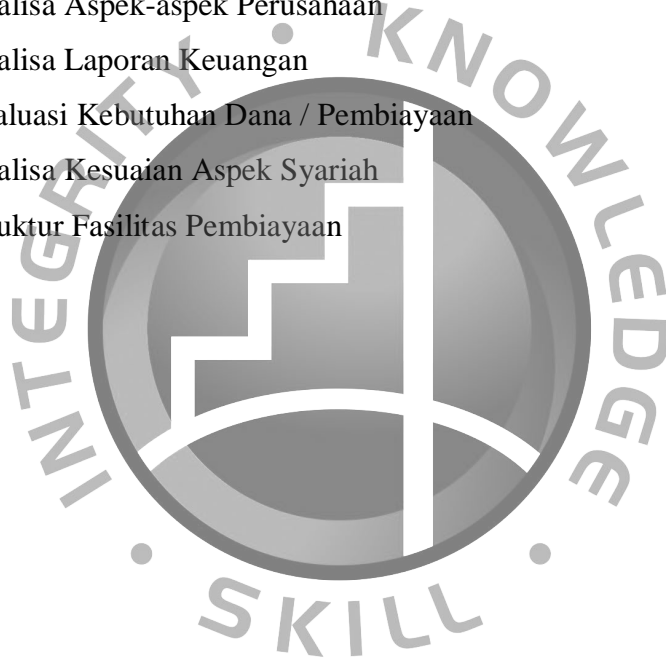 alisa Aspek-aspek Perusahaan
alisa Laporan Keuangan
aluasi Kebutuhan Dana / Pembiayaan
alisa Kesuaian Aspek Syariah
uktur Fasilitas Pembiayaan
INTEGRITY • KNOWLEDGE • SKILL •